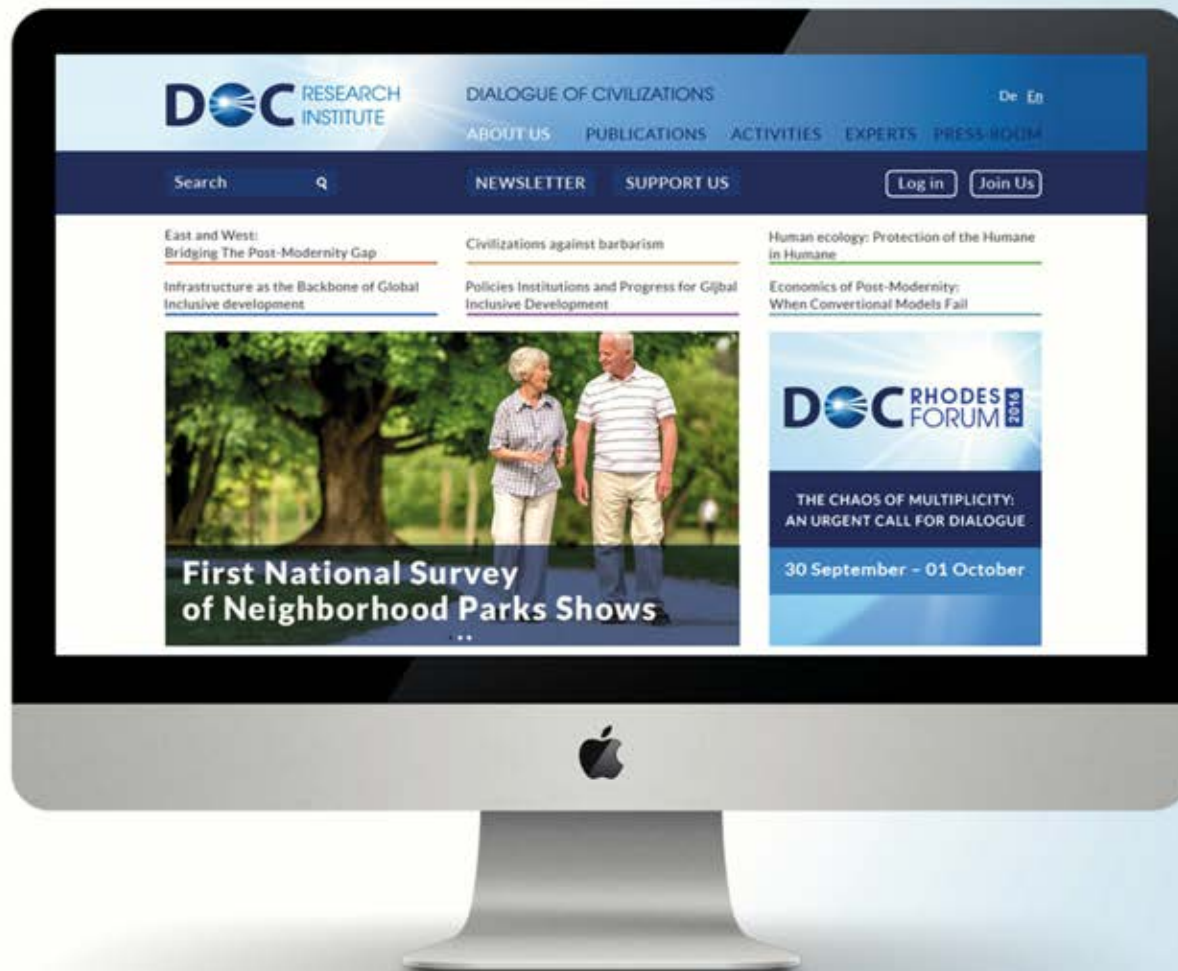 DOC RESEARCH
INSTITUTE
DIALOGUE OF CIVILIZATIONS
De En
ABOUT US PUBLICATIONS ACTIVITIES EXPERTS PRESS-ROOM
Search
NEWSLETTER SUPPORT US
Log in Join Us
East and West:
Bridging The Post-Modernity Gap
Civilizations against barbarism
Human ecology: Protection of the Humane
in Humane
Infrastructure as the Backbone of Global
Inclusive development
Policies Institutions and Progress for Gljbal
Inclusive Development
Economics of Post-Modernity:
When Convertional Models Fail
First National Survey
of Neighborhood Parks Shows
DOC RHODES
FORUM 2016
THE CHAOS OF MULTIPLICITY:
AN URGENT CALL FOR DIALOGUE
30 September – 01 October